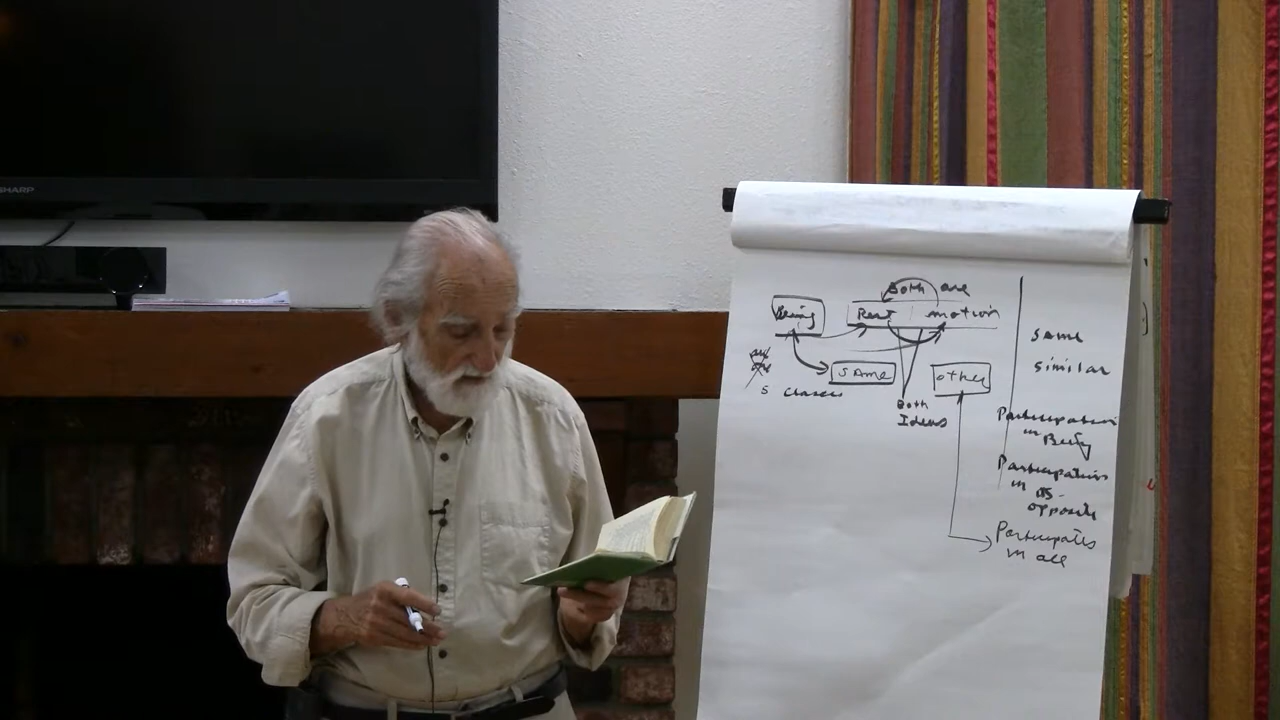 SHARP
Both are
Being
Rest motion
same
other
5 classes
Both
Ideas
same
similar
Participation
in Being
Participation
in its
opposite
Participates
in all